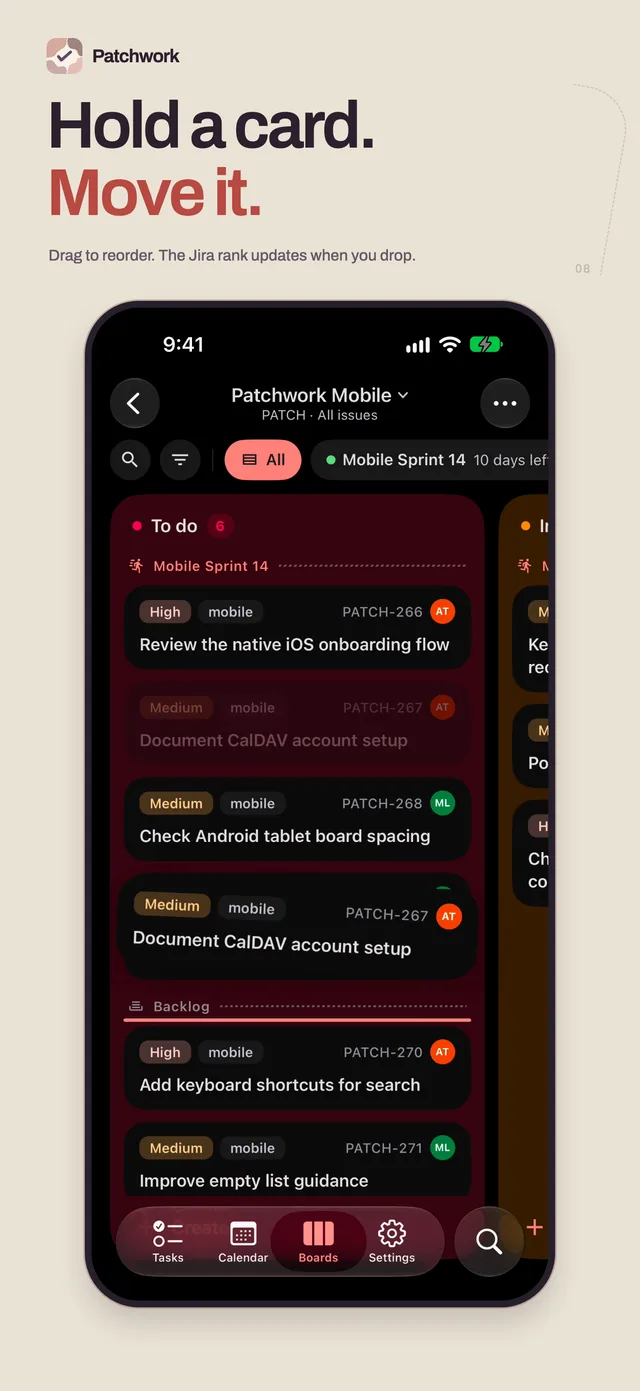 Patchwork
Hold a card.
Move it.
Drag to reorder. The Jira rank updates when you drop.
08
9:41
Patchwork Mobile
PATCH · All issues
All
Mobile Sprint 14 10 days lef
To do 6
Mobile Sprint 14
High mobile PATCH-266 AT
Review the native iOS onboarding flow
Medium mobile PATCH-267 AT
Document CalDAV account setup
Medium mobile PATCH-268 ML
Check Android tablet board spacing
Medium mobile PATCH-267 AT
Document CalDAV account setup
Backlog
High mobile PATCH-270 AT
Add keyboard shortcuts for search
Medium mobile PATCH-271 ML
Improve empty list guidance
Tasks Calendar Boards Settings